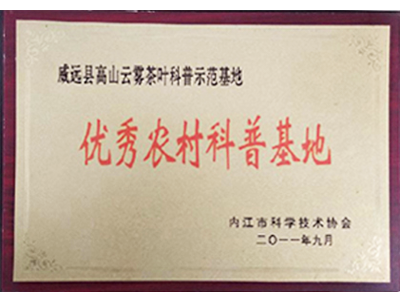 威远县高山云雾茶叶科普示范基地
优秀农村科普基地
内江市科学技术协会
二〇一一年九月